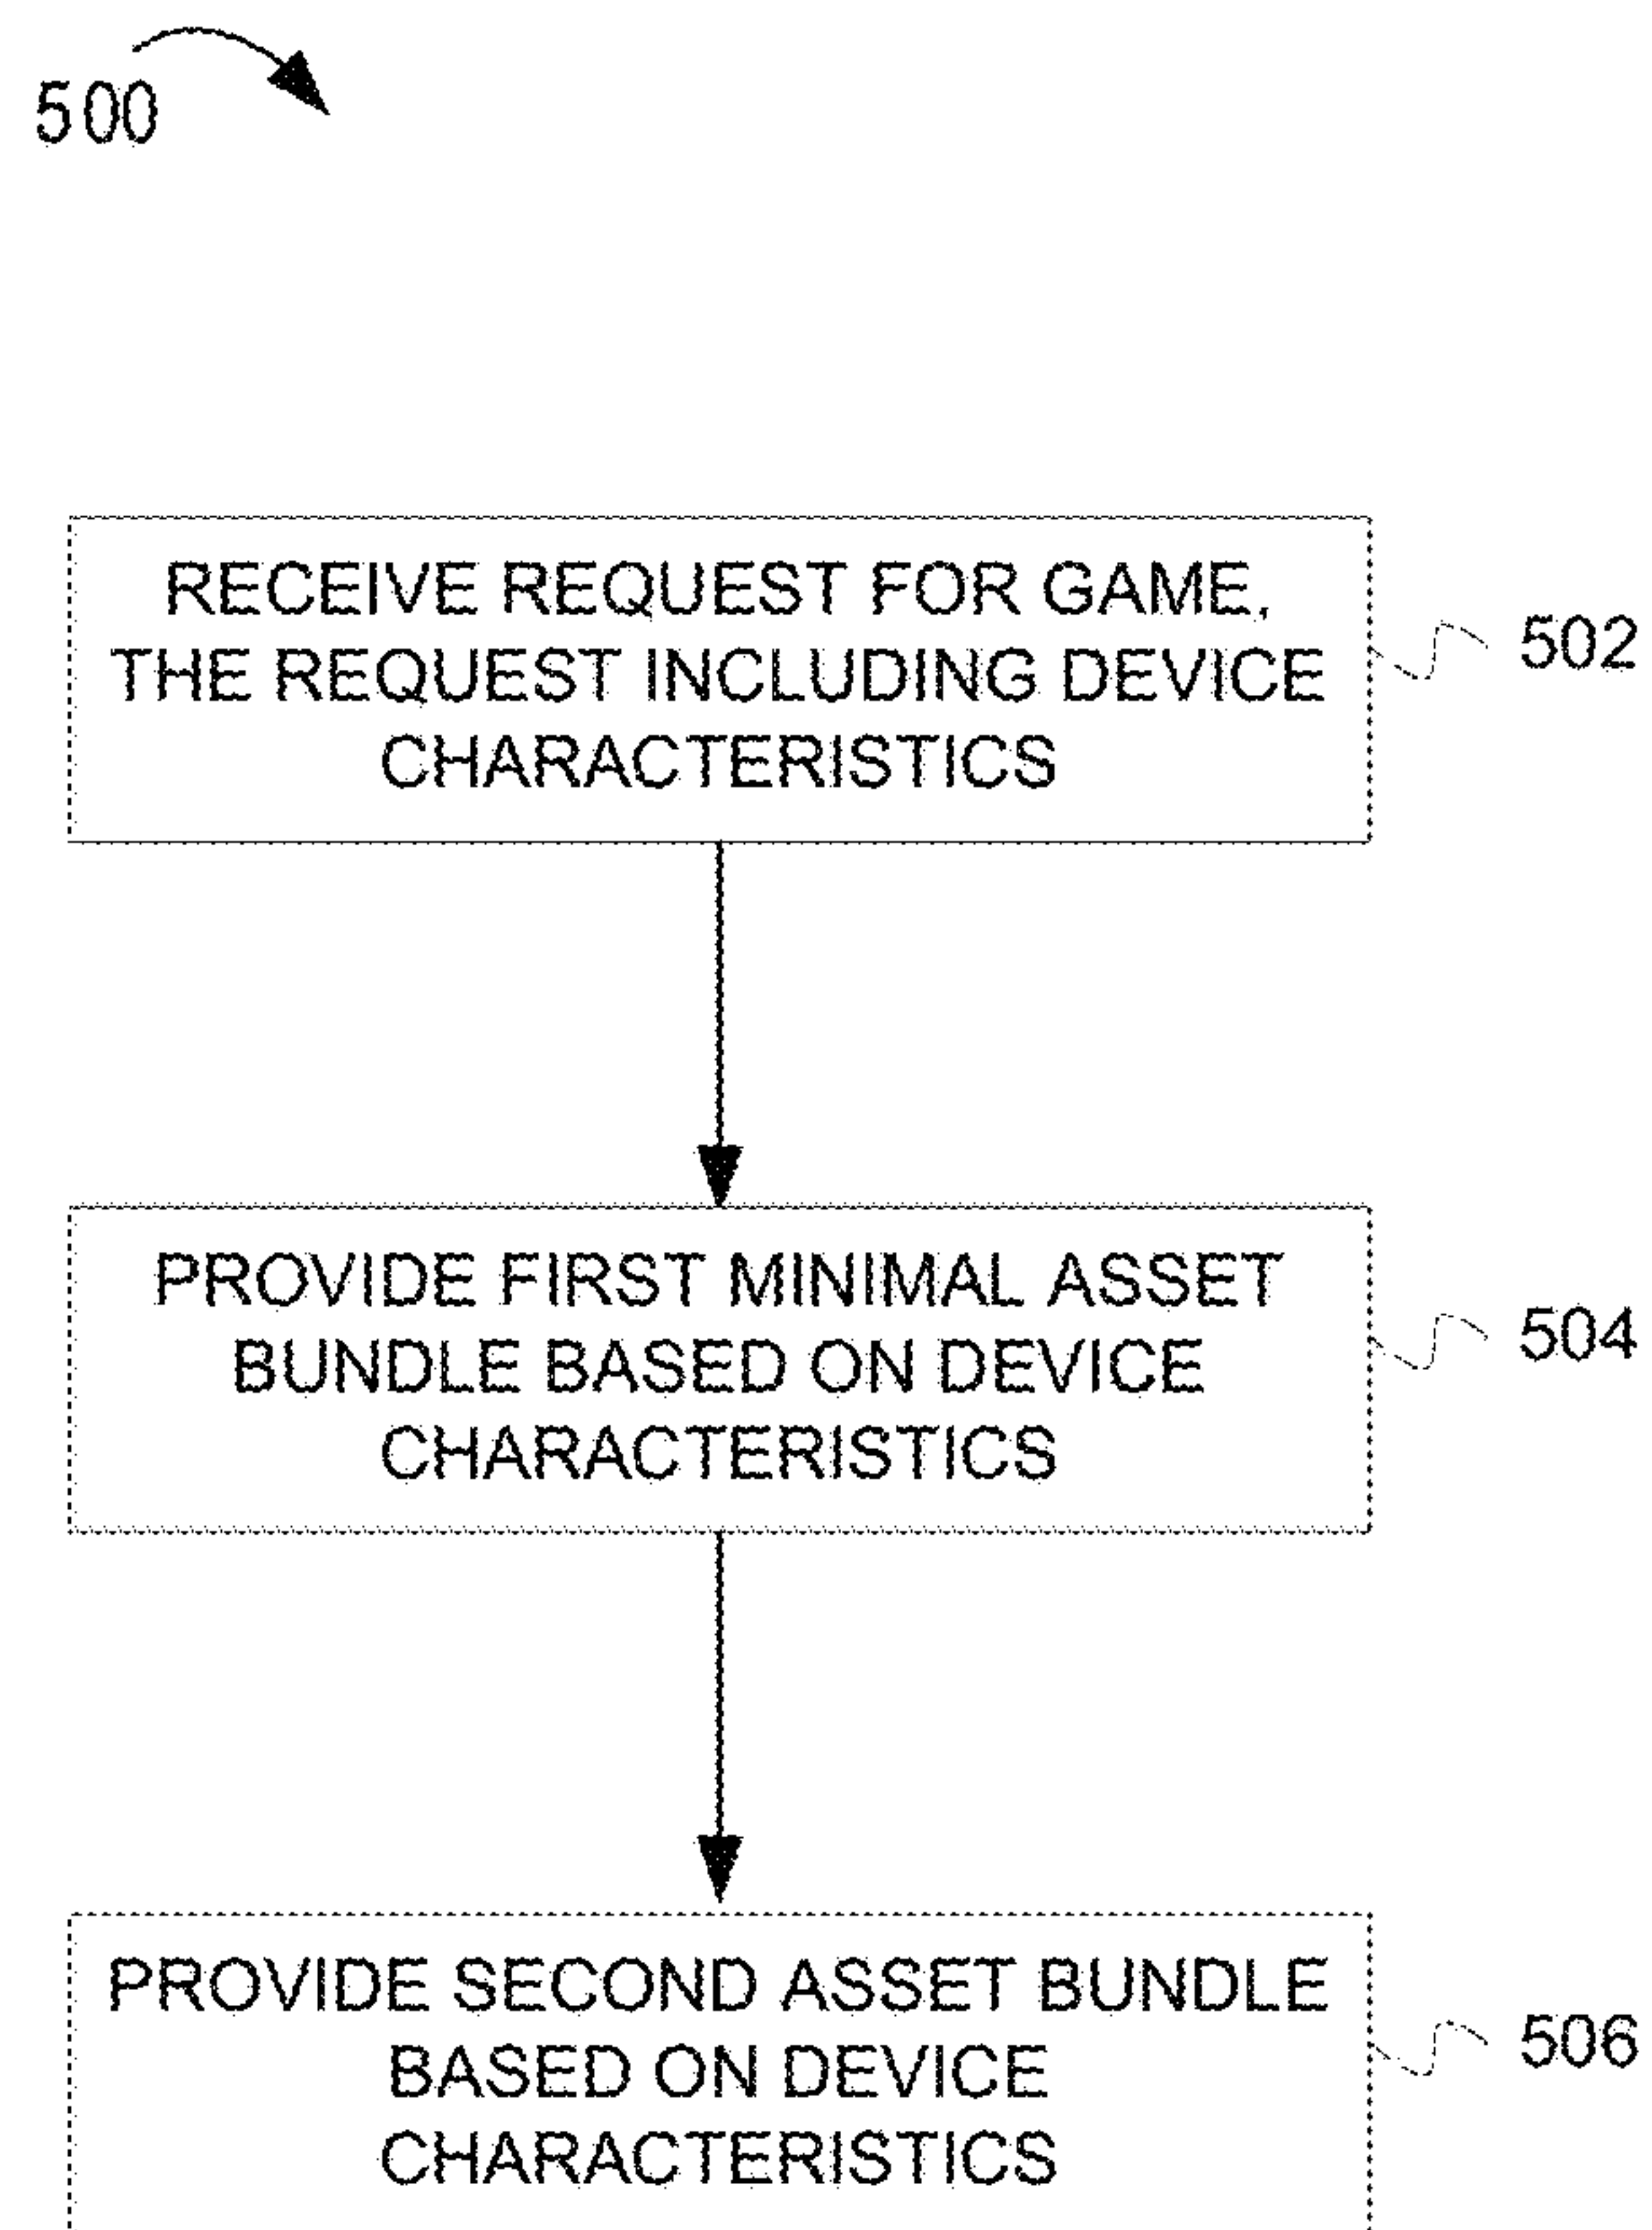 500
RECEIVE REQUEST FOR GAME,
THE REQUEST INCLUDING DEVICE
CHARACTERISTICS
502
PROVIDE FIRST MINIMAL ASSET
BUNDLE BASED ON DEVICE
CHARACTERISTICS
504
PROVIDE SECOND ASSET BUNDLE
BASED ON DEVICE
CHARACTERISTICS
506